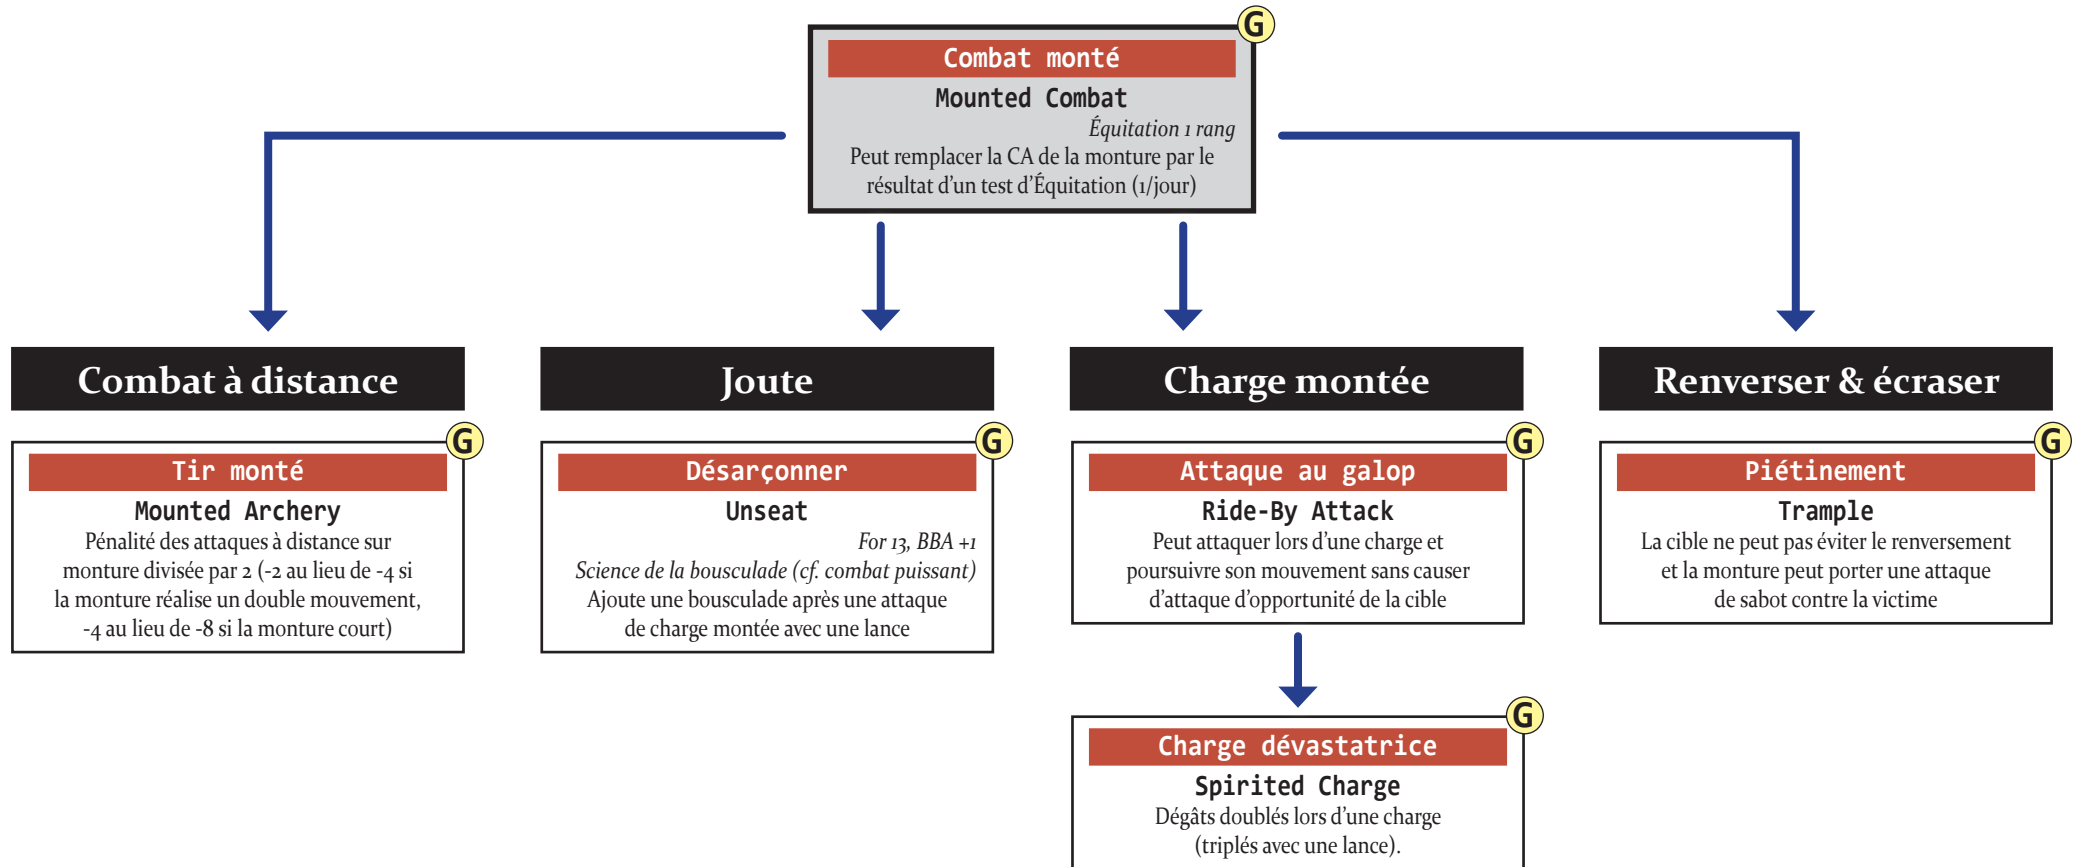 G
Combat monté
Mounted Combat
Équitation 1 rang
Peut remplacer la CA de la monture par le
résultat d'un test d'Équitation (1/jour)
Combat à distance
G
Tir monté
Mounted Archery
Pénalité des attaques à distance sur
monture divisée par 2 (-2 au lieu de -4 si
la monture réalise un double mouvement,
-4 au lieu de -8 si la monture court)
Joute
G
Désarçonner
Unseat
For 13, BBA +1
Science de la bousculade (cf. combat puissant)
Ajoute une bousculade après une attaque
de charge montée avec une lance
Charge montée
G
Attaque au galop
Ride-By Attack
Peut attaquer lors d'une charge et
poursuivre son mouvement sans causer
d'attaque d'opportunité de la cible
G
Charge dévastatrice
Spirited Charge
Dégâts doublés lors d'une charge
(triplés avec une lance).
Renverser & écraser
G
Piétinement
Trample
La cible ne peut pas éviter le renversement
et la monture peut porter une attaque
de sabot contre la victime